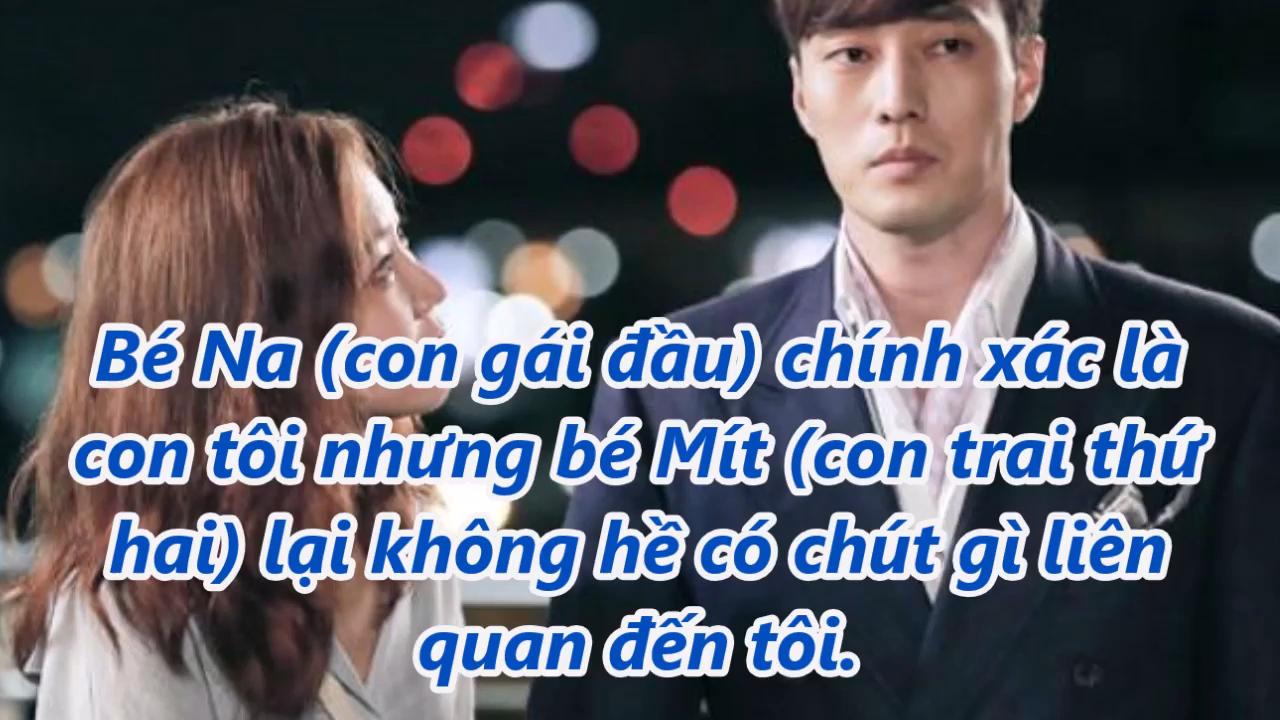 Bé Na (con gái đầu) chính xác là
con tôi nhưng bé Mít (con trai thứ
hai) lại không hề có chút gì liên
quan đến tôi.